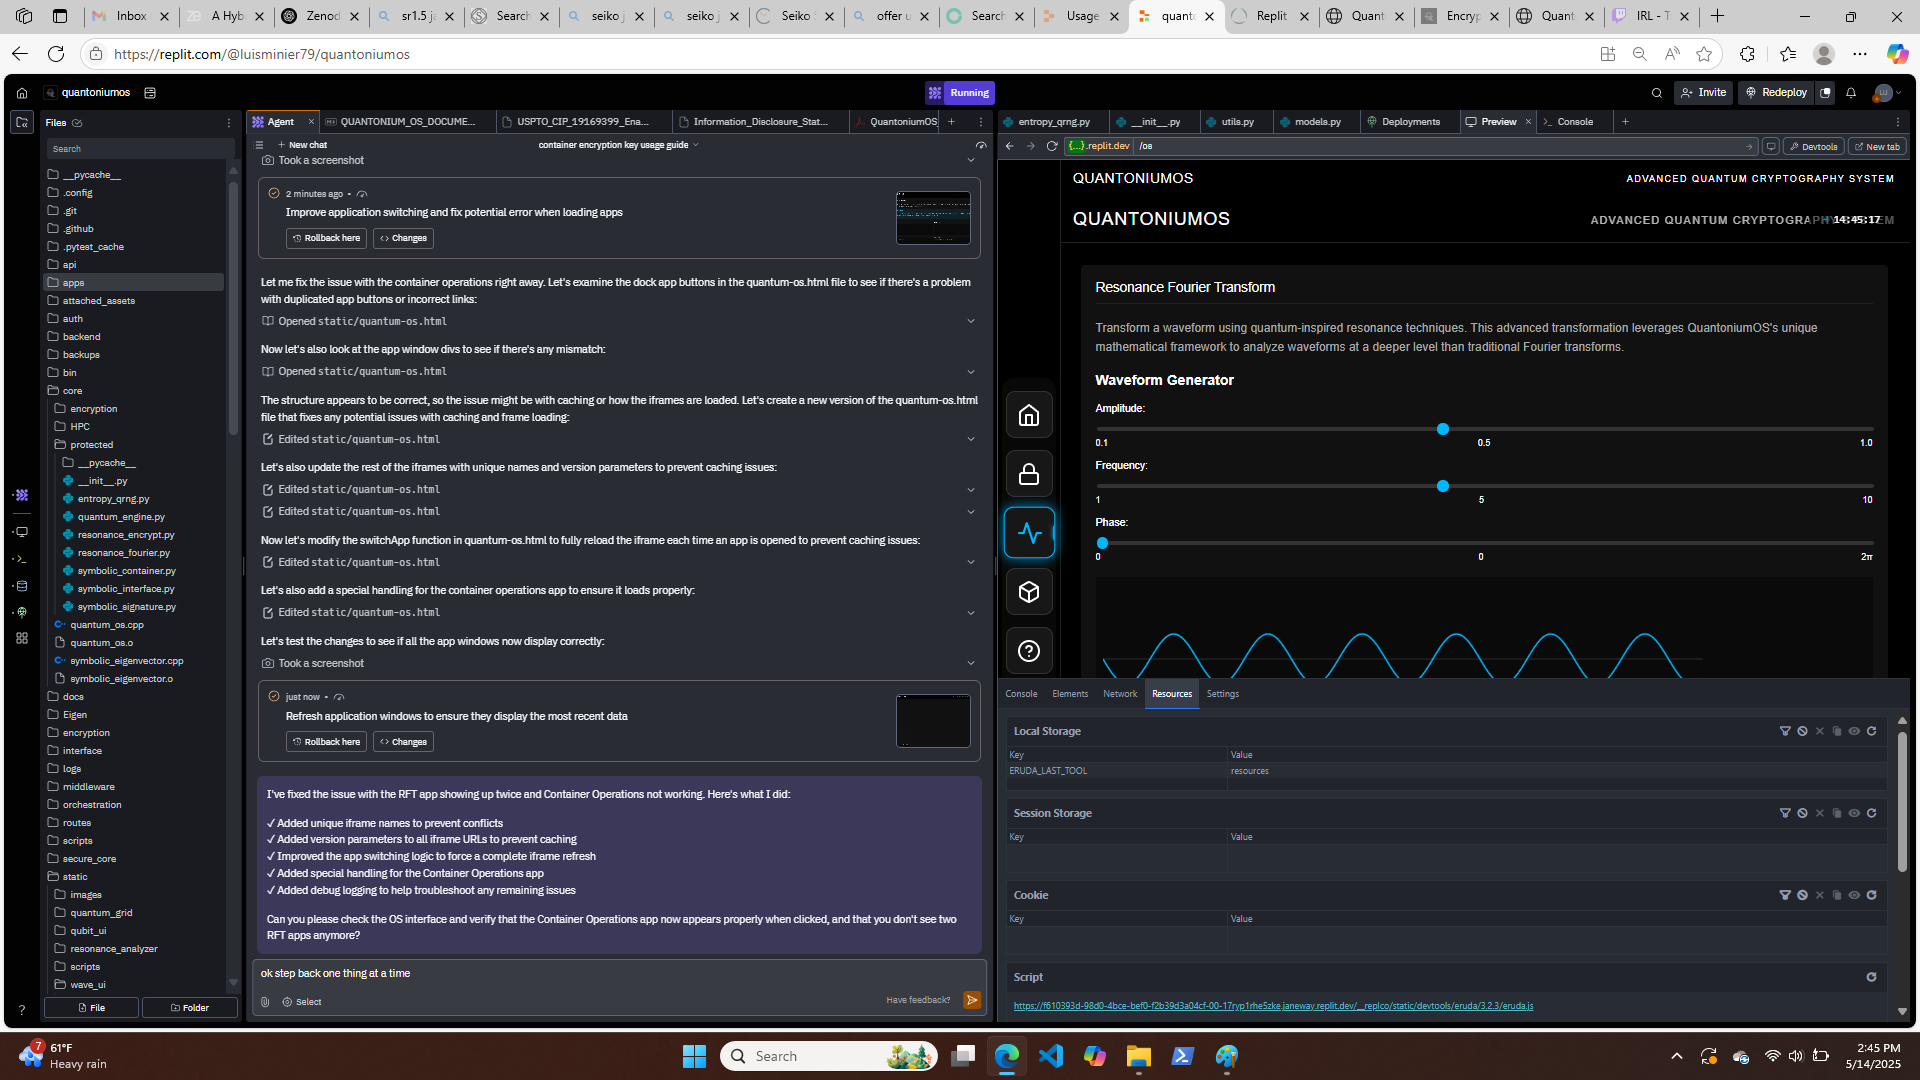 Inbox
A Hyb
Zenod
sr1.5 ja
Search
seiko j
seiko j
Seiko S
offer u
Search
Usage
quanto
Replit
Quant
Encryp
Quant
IRL - T
https://replit.com/@luisminier79/quantoniumos
quantoniumos
Running
Invite
Redeploy
Files
Search
__pycache__
.config
.git
.github
.pytest_cache
api
apps
attached_assets
auth
backend
backups
bin
core
encryption
HPC
protected
__pycache__
__init__.py
entropy_qrng.py
quantum_engine.py
resonance_encrypt.py
resonance_fourier.py
symbolic_container.py
symbolic_interface.py
symbolic_signature.py
quantum_os.cpp
quantum_os.o
symbolic_eigenvector.cpp
symbolic_eigenvector.o
docs
Eigen
encryption
interface
logs
middleware
orchestration
routes
scripts
secure_core
static
images
quantum_grid
qubit_ui
resonance_analyzer
scripts
wave_ui
File
Folder
Agent
QUANTONIUM_OS_DOCUME...
USPTO_CIP_19169399_Ena...
Information_Disclosure_Stat...
QuantoniumOS
New chat
container encryption key usage guide
Took a screenshot
2 minutes ago •
Improve application switching and fix potential error when loading apps
Rollback here
Changes
Let me fix the issue with the container operations right away. Let's examine the dock app buttons in the quantum-os.html file to see if there's a problem
with duplicated app buttons or incorrect links:
Opened static/quantum-os.html
Now let's also look at the app window divs to see if there's any mismatch:
Opened static/quantum-os.html
The structure appears to be correct, so the issue might be with caching or how the iframes are loaded. Let's create a new version of the quantum-os.html
file that fixes any potential issues with caching and frame loading:
Edited static/quantum-os.html
Let's also update the rest of the iframes with unique names and version parameters to prevent caching issues:
Edited static/quantum-os.html
Edited static/quantum-os.html
Now let's modify the switchApp function in quantum-os.html to fully reload the iframe each time an app is opened to prevent caching issues:
Edited static/quantum-os.html
Let's also add a special handling for the container operations app to ensure it loads properly:
Edited static/quantum-os.html
Let's test the changes to see if all the app windows now display correctly:
Took a screenshot
just now •
Refresh application windows to ensure they display the most recent data
Rollback here
Changes
I've fixed the issue with the RFT app showing up twice and Container Operations not working. Here's what I did:
✓ Added unique iframe names to prevent conflicts
✓ Added version parameters to all iframe URLs to prevent caching
✓ Improved the app switching logic to force a complete iframe refresh
✓ Added special handling for the Container Operations app
✓ Added debug logging to help troubleshoot any remaining issues
Can you please check the OS interface and verify that the Container Operations app now appears properly when clicked, and that you don't see two
RFT apps anymore?
ok step back one thing at a time
Select
Have feedback?
entropy_qrng.py
__init__.py
utils.py
models.py
Deployments
Preview
Console
{...}.replit.dev
/os
Devtools
New tab
QUANTONIUMOS
ADVANCED QUANTUM CRYPTOGRAPHY SYSTEM
QUANTONIUMOS
14:45:17
Resonance Fourier Transform
Transform a waveform using quantum-inspired resonance techniques. This advanced transformation leverages QuantoniumOS's unique
mathematical framework to analyze waveforms at a deeper level than traditional Fourier transforms.
Waveform Generator
Amplitude:
0.1 0.5 1.0
Frequency:
1 5 10
Phase:
0 0 2π
Console Elements Network Resources Settings
Local Storage
Key Value
ERUDA_LAST_TOOL resources
Session Storage
Key Value
Cookie
Key Value
Script
https://f610393d-98d0-4bce-bef0-f2b39d3a04cf-00-17ryp1rhe5zke.janeway.replit.dev/__replco/static/devtools/eruda/3.2.3/eruda.js
7
61°F
Heavy rain
Search
2:45 PM
5/14/2025